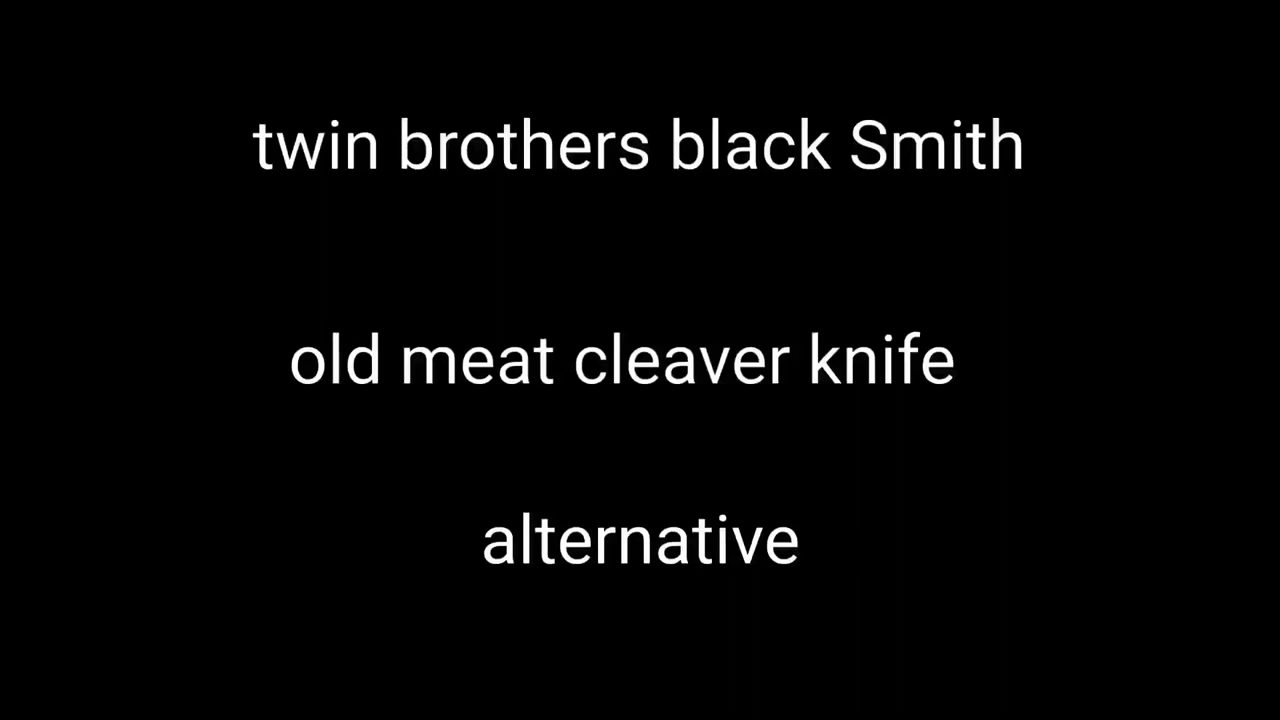 twin brothers black Smith
old meat cleaver knife
alternative